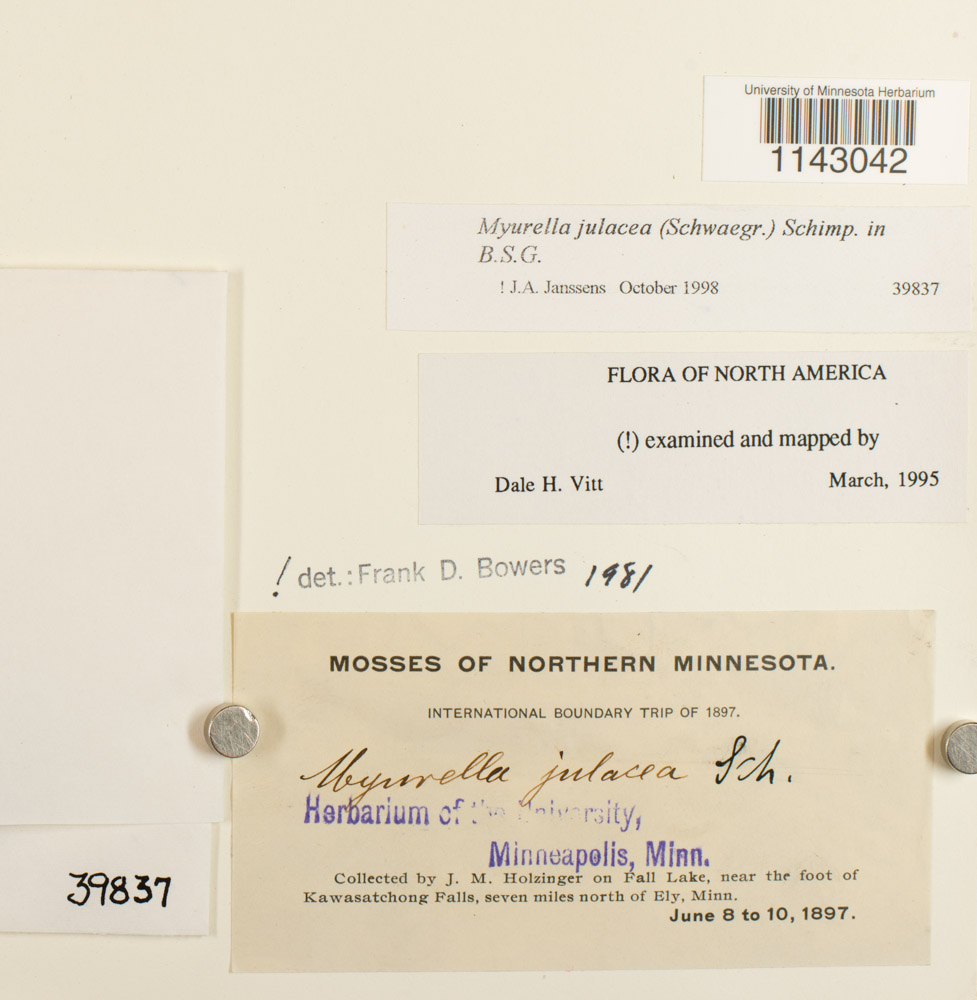 University of Minnesota Herbarium
1143042
Myurella julacea (Schwaegr.) Schimp. in
B.S.G.
! J.A. Janssens October 1998 39837
FLORA OF NORTH AMERICA
(!) examined and mapped by
Dale H. Vitt March, 1995
! det.: Frank D. Bowers 1981
MOSSES OF NORTHERN MINNESOTA.
INTERNATIONAL BOUNDARY TRIP OF 1897.
Myurella julacea Sch.
Herbarium of the University,
Minneapolis, Minn.
Collected by J. M. Holzinger on Fall Lake, near the foot of
Kawasatchong Falls, seven miles north of Ely, Minn.
June 8 to 10, 1897.
39837